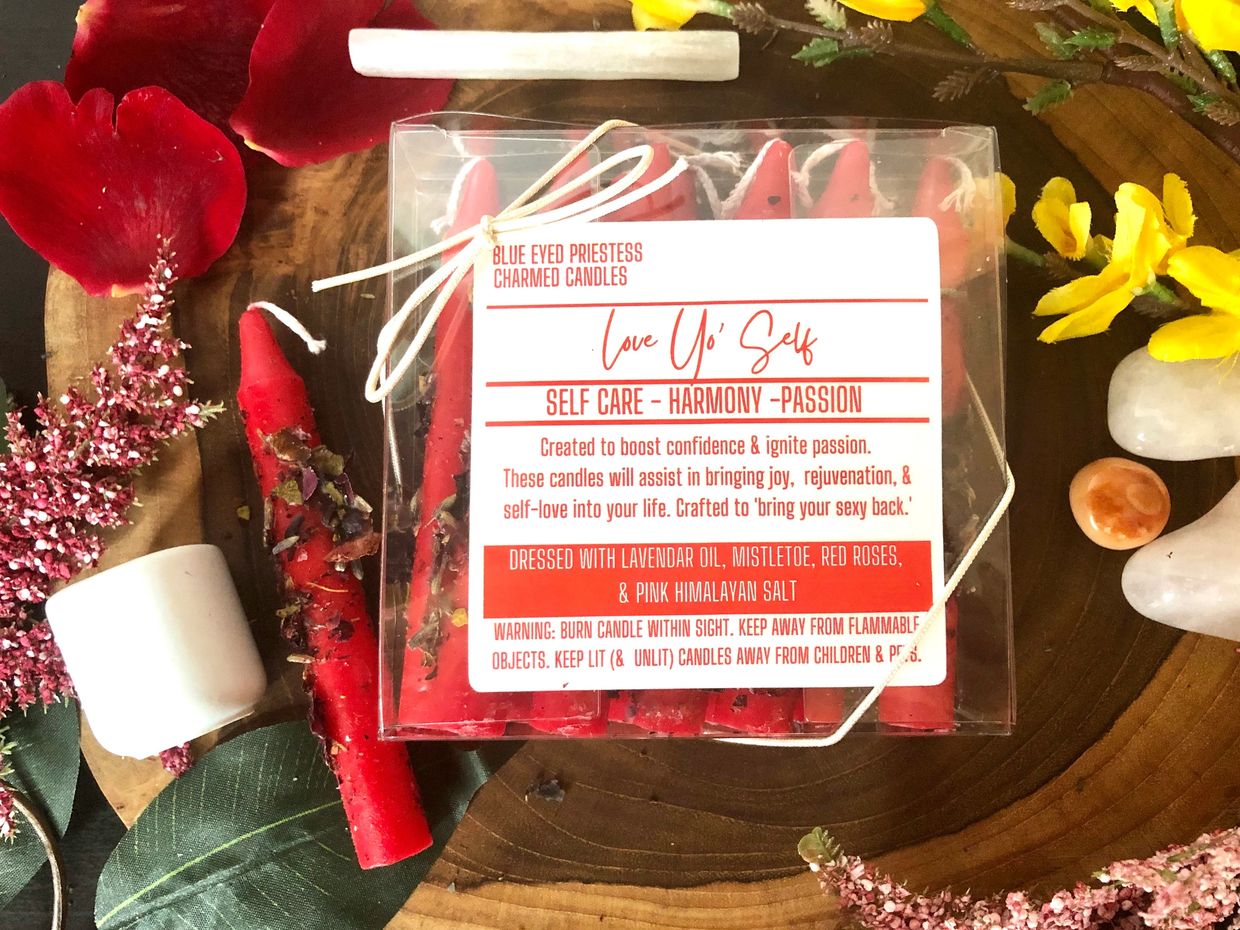 BLUE EYED PRIESTESS
CHARMED CANDLES
Love Yo' Self
SELF CARE - HARMONY -PASSION
Created to boost confidence & ignite passion.
These candles will assist in bringing joy, rejuvenation, &
self-love into your life. Crafted to 'bring your sexy back.'
DRESSED WITH LAVENDAR OIL, MISTLETOE, RED ROSES,
& PINK HIMALAYAN SALT
WARNING: BURN CANDLE WITHIN SIGHT. KEEP AWAY FROM FLAMMABLE
OBJECTS. KEEP LIT (& UNLIT) CANDLES AWAY FROM CHILDREN & PETS.